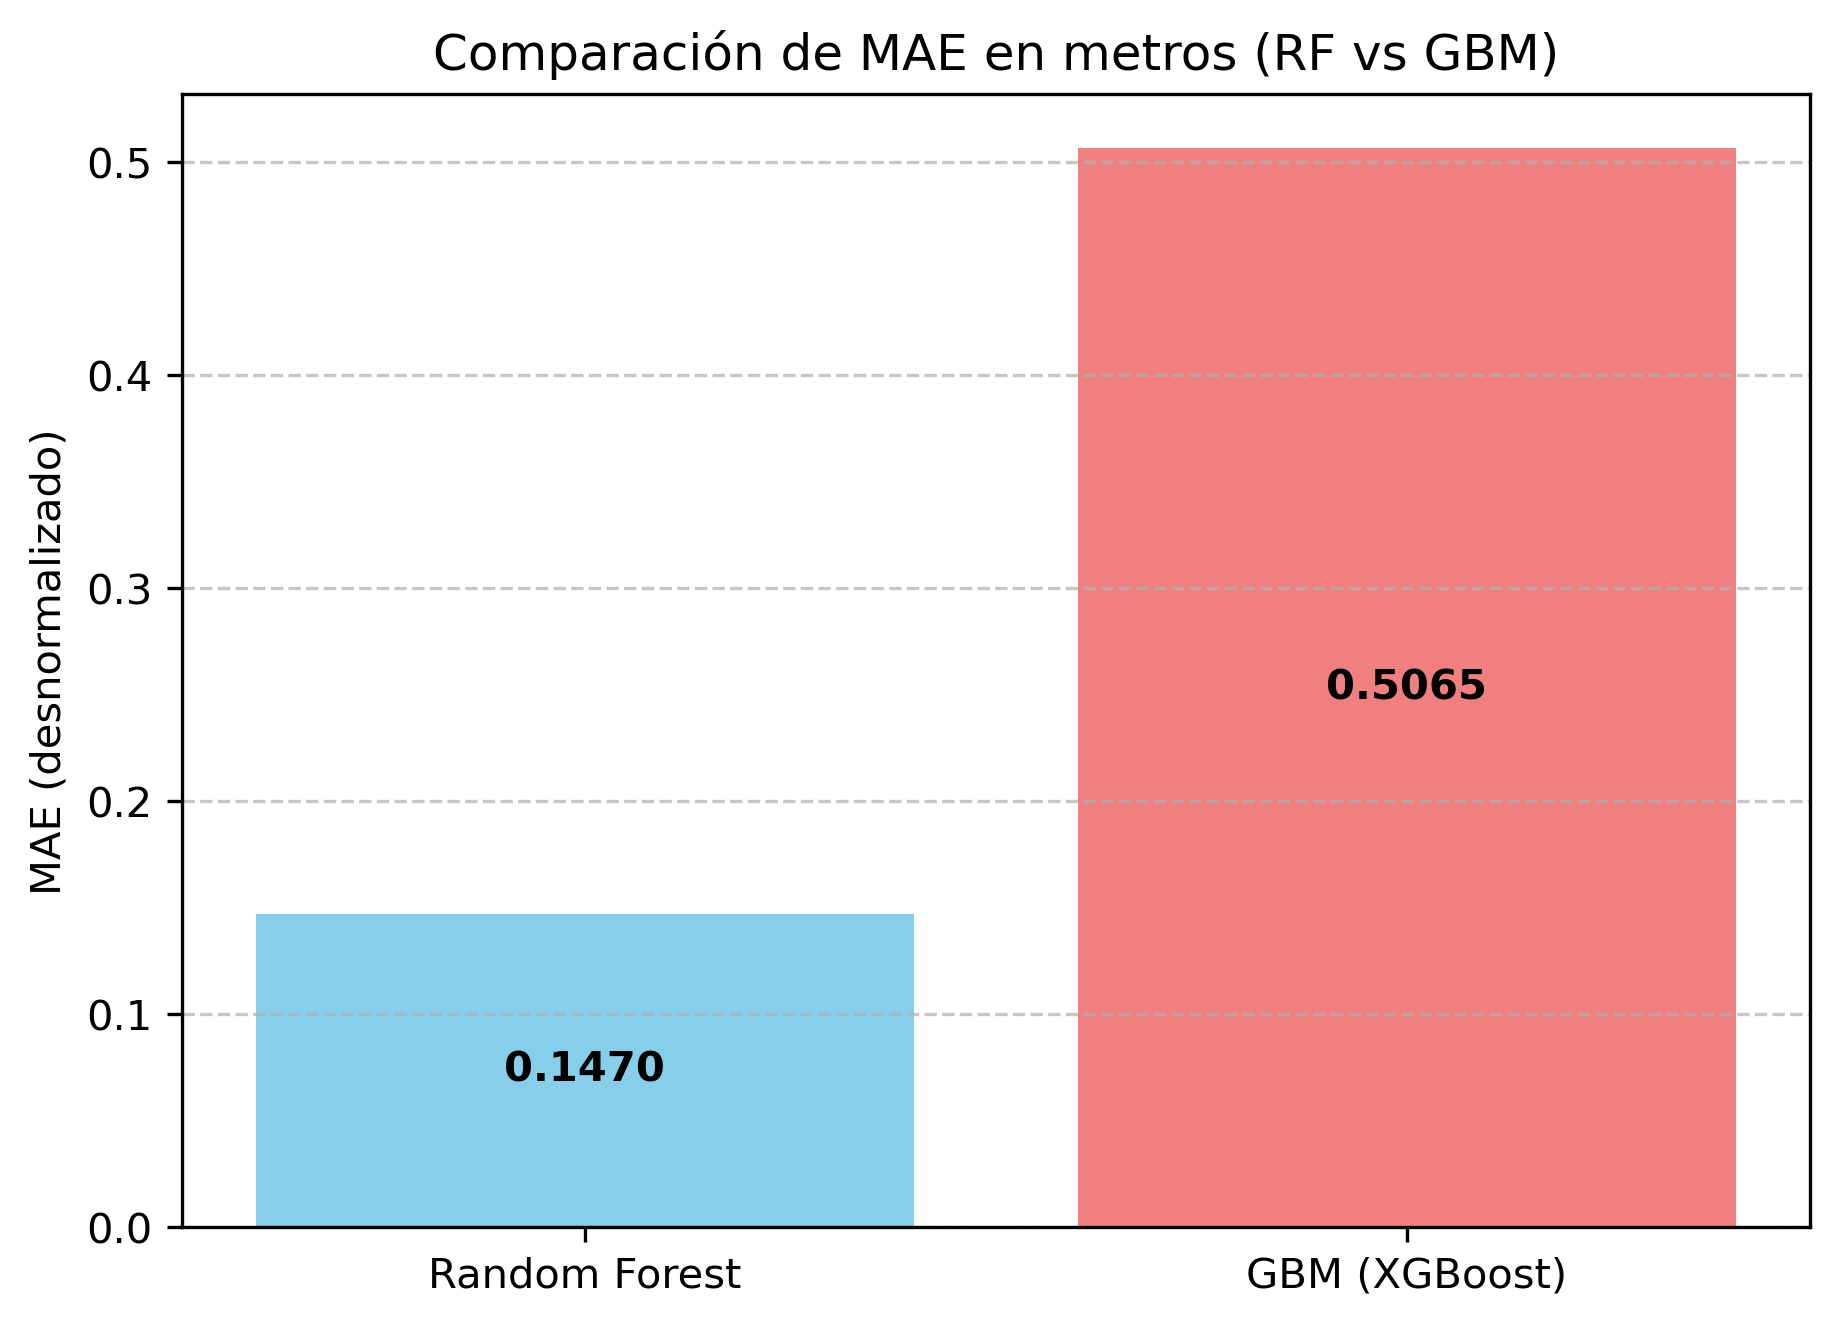 Comparación de MAE en metros (RF vs GBM)
MAE (desnormalizado)
0.5
0.4
0.3
0.2
0.1
0.0
0.5065
0.1470
Random Forest
GBM (XGBoost)